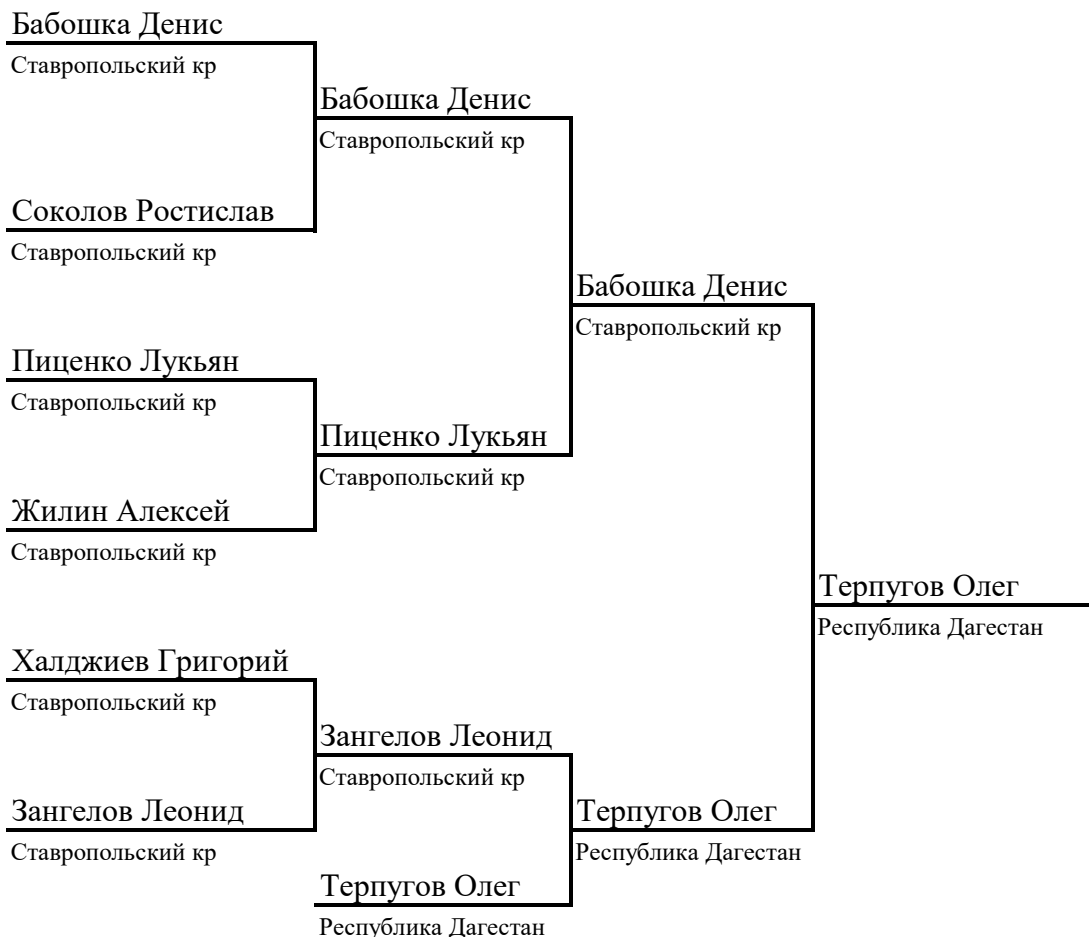 Бабошка Денис
Ставропольский кр
Бабошка Денис
Ставропольский кр
Соколов Ростислав
Ставропольский кр
Бабошка Денис
Ставропольский кр
Пиценко Лукьян
Ставропольский кр
Пиценко Лукьян
Ставропольский кр
Жилин Алексей
Ставропольский кр
Терпугов Олег
Республика Дагестан
Халджиев Григорий
Ставропольский кр
Зангелов Леонид
Ставропольский кр
Зангелов Леонид
Ставропольский кр
Терпугов Олег
Республика Дагестан
Терпугов Олег
Республика Дагестан